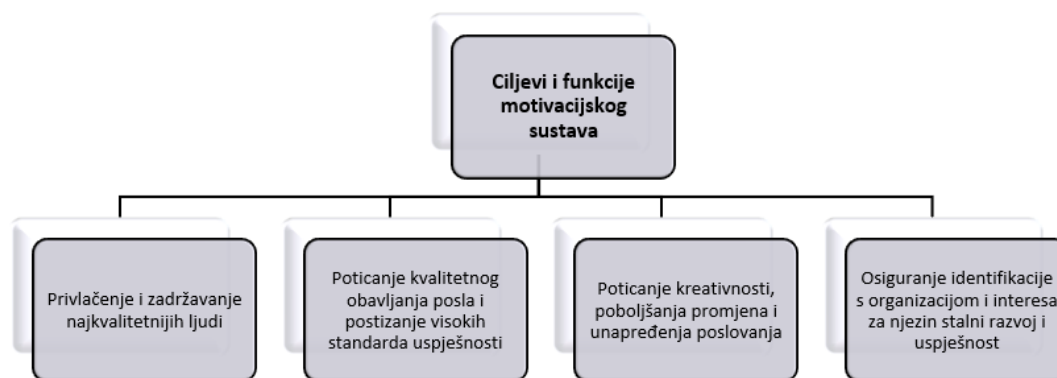 Ciljevi i funkcije
motivacijskog
sustava
Privlačenje i zadržavanje
najkvalitetnijih ljudi
Poticanje kvalitetnog
obavljanja posla i
postizanje visokih
standarda uspješnosti
Poticanje kreativnosti,
poboljšanja promjena i
unapređenja poslovanja
Osiguranje identifikacije
s organizacijom i interesa
za njezin stalni razvoj i
uspješnost